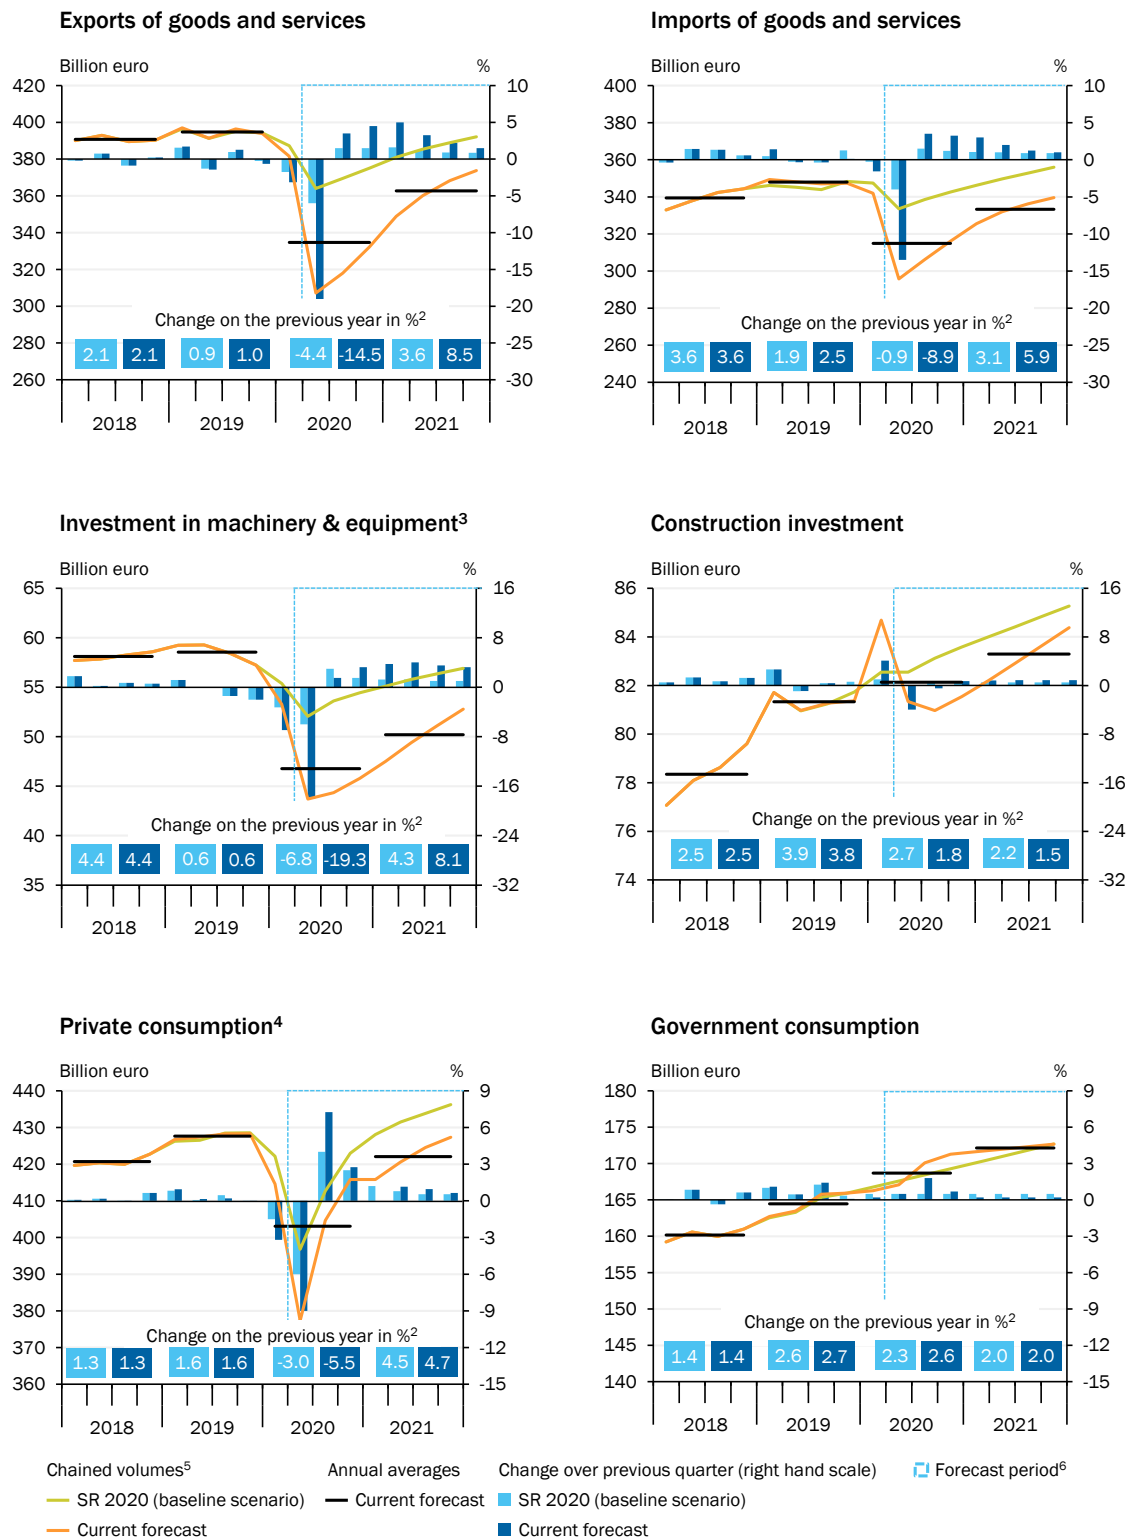 Exports of goods and services
Billion euro %
420 10
400 5
380 0
360 -5
340 -10
320 -15
300 -20
Change on the previous year in %2
280 -25
2.1 2.1 0.9 1.0 -4.4 -14.5 3.6 8.5
260 -30
2018 2019 2020 2021
Imports of goods and services
Billion euro %
400 10
380 5
360 0
340 -5
320 -10
300 -15
280 -20
Change on the previous year in %2
260 -25
3.6 3.6 1.9 2.5 -0.9 -8.9 3.1 5.9
240 -30
2018 2019 2020 2021
Investment in machinery & equipment3
Billion euro %
65 16
60 8
55 0
50 -8
45 -16
Change on the previous year in %2
40 -24
4.4 4.4 0.6 0.6 -6.8 -19.3 4.3 8.1
35 -32
2018 2019 2020 2021
Construction investment
Billion euro %
86 16
84 8
82 0
80 -8
78 -16
Change on the previous year in %2
76 -24
2.5 2.5 3.9 3.8 2.7 1.8 2.2 1.5
74 -32
2018 2019 2020 2021
Private consumption4
Billion euro %
440 9
430 6
420 3
410 0
400 -3
390 -6
380 -9
Change on the previous year in %2
370 -12
1.3 1.3 1.6 1.6 -3.0 -5.5 4.5 4.7
360 -15
2018 2019 2020 2021
Government consumption
Billion euro %
180 9
175 6
170 3
165 0
160 -3
155 -6
150 -9
Change on the previous year in %2
145 -12
1.4 1.4 2.6 2.7 2.3 2.6 2.0 2.0
140 -15
2018 2019 2020 2021
Chained volumes5 Annual averages Change over previous quarter (right hand scale) Forecast period6
SR 2020 (baseline scenario) Current forecast SR 2020 (baseline scenario)
Current forecast Current forecast